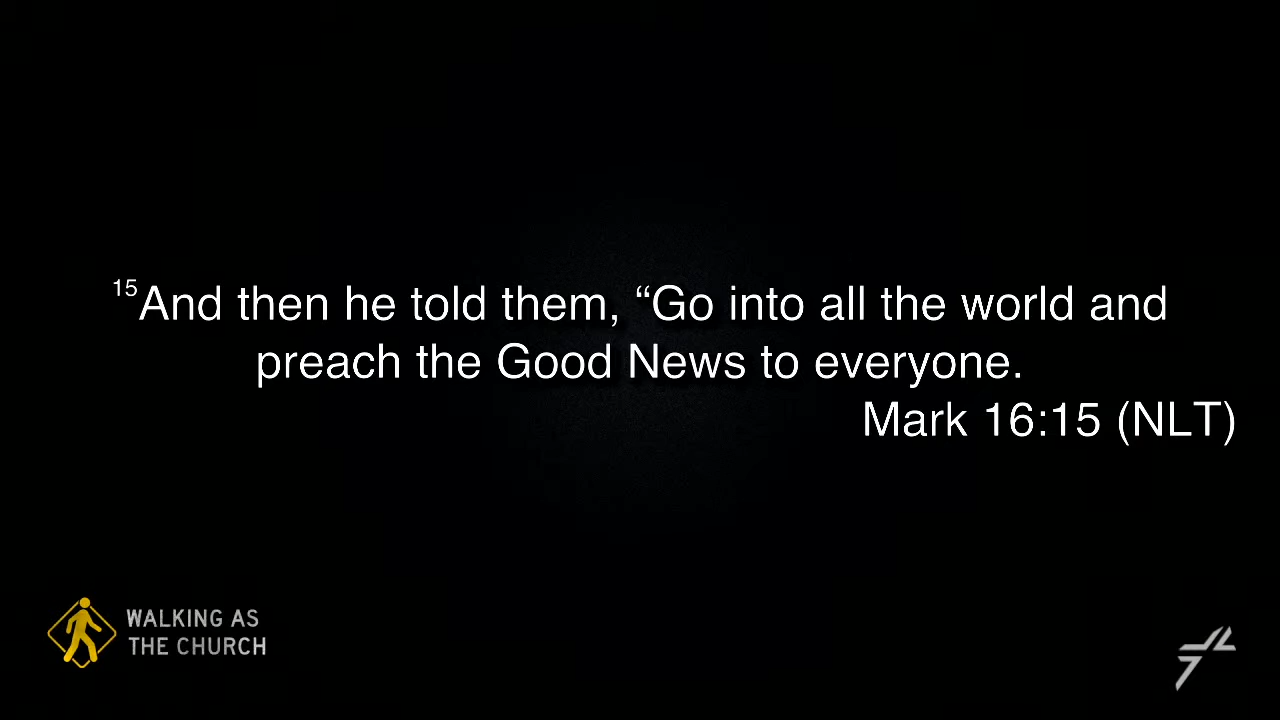 15And then he told them, “Go into all the world and
preach the Good News to everyone.
Mark 16:15 (NLT)
WALKING AS
THE CHURCH